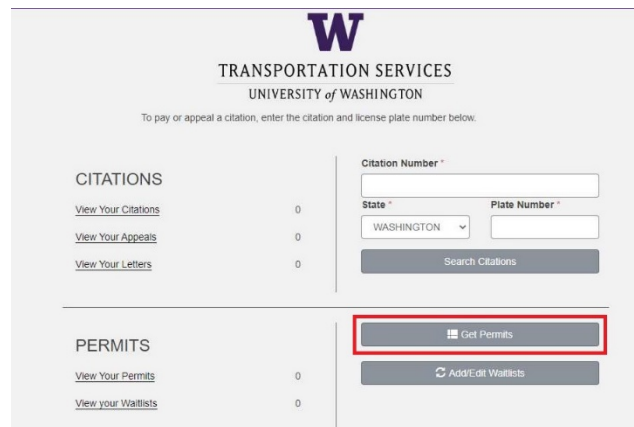 W
TRANSPORTATION SERVICES
UNIVERSITY of WASHINGTON
To pay or appeal a citation, enter the citation and license plate number below.
CITATIONS
View Your Citations 0
View Your Appeals 0
View Your Letters 0
Citation Number *
State * Plate Number *
WASHINGTON
Search Citations
PERMITS
View Your Permits 0
View your Waitlists 0
Get Permits
Add/Edit Waitlists